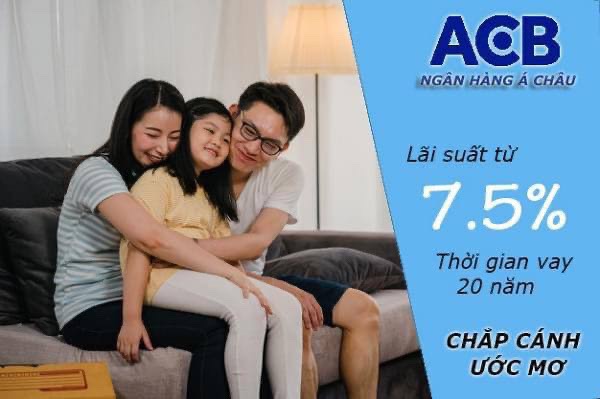 ACB
NGÂN HÀNG Á CHÂU
Lãi suất từ
7.5%
Thời gian vay
20 năm
CHẮP CÁNH
ƯỚC MƠ